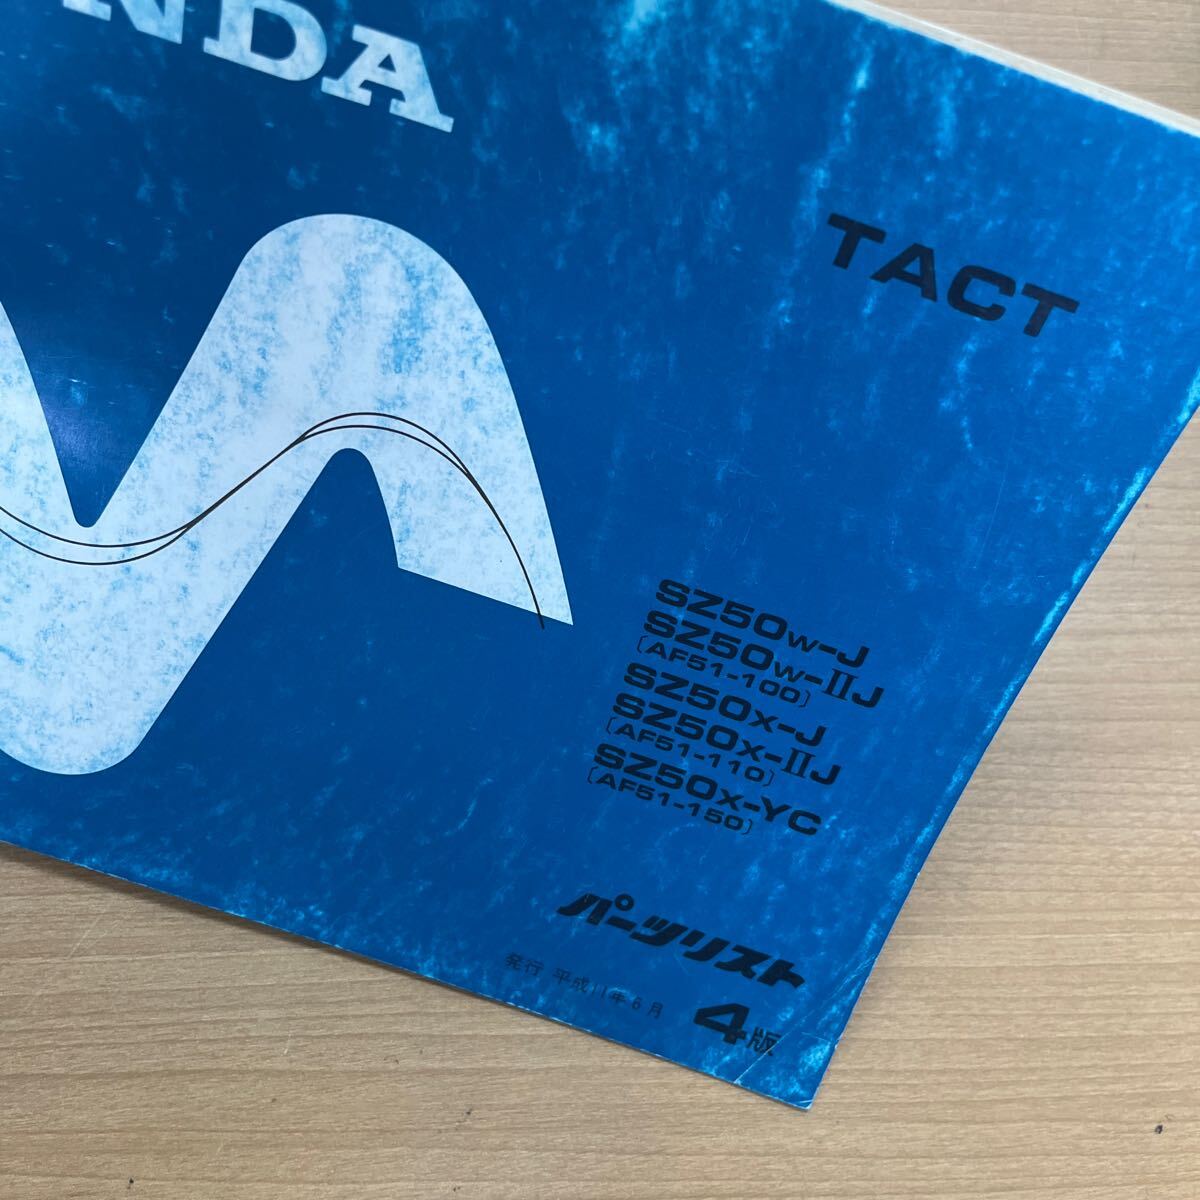 NDA
TACT
SZ50W-J
SZ50W-IIJ
〔AF51-100〕
SZ50X-J
SZ50X-IIJ
〔AF51-110〕
SZ50X-YC
〔AF51-150〕
パーツリスト
発行 平成11年6月 4版